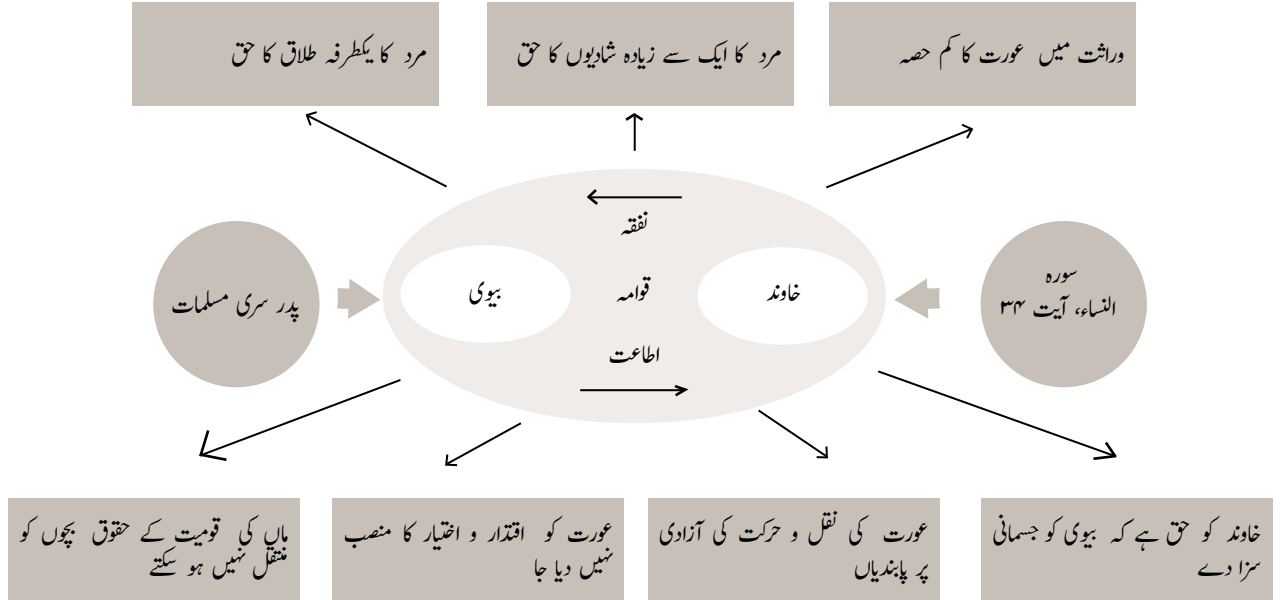 وراثت میں عورت کا کم حصہ
مرد کا ایک سے زیادہ شادیوں کا حق
مرد کا یکطرفہ طلاق کا حق
سورہ
النساء، آیت ۳۴
خاوند
نفقہ
قوامہ
اطاعت
بیوی
پدر سری مسلمات
خاوند کو حق ہے کہ بیوی کو جسمانی
سزا دے
عورت کی نقل و حرکت کی آزادی
پر پابندیاں
عورت کو اقتدار و اختیار کا منصب
نہیں دیا جا
ماں کی قومیت کے حقوق بچوں کو
منتقل نہیں ہو سکتے